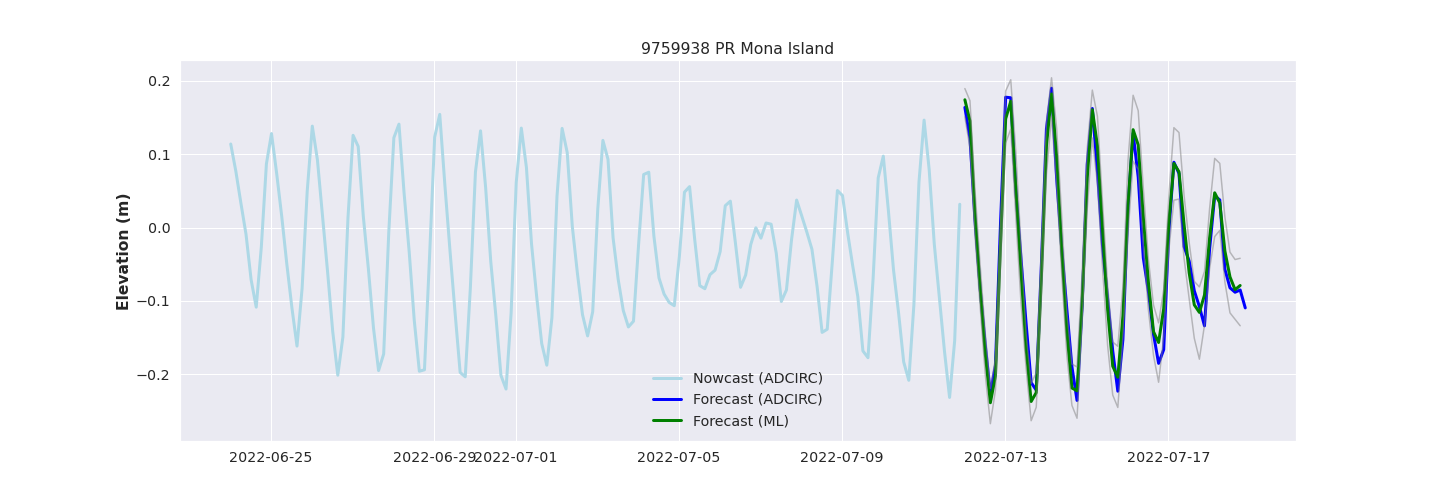 9759938 PR Mona Island
Elevation (m)
0.2
0.1
0.0
−0.1
−0.2
Nowcast (ADCIRC)
Forecast (ADCIRC)
Forecast (ML)
2022-06-25 2022-06-29 2022-07-01 2022-07-05 2022-07-09 2022-07-13 2022-07-17